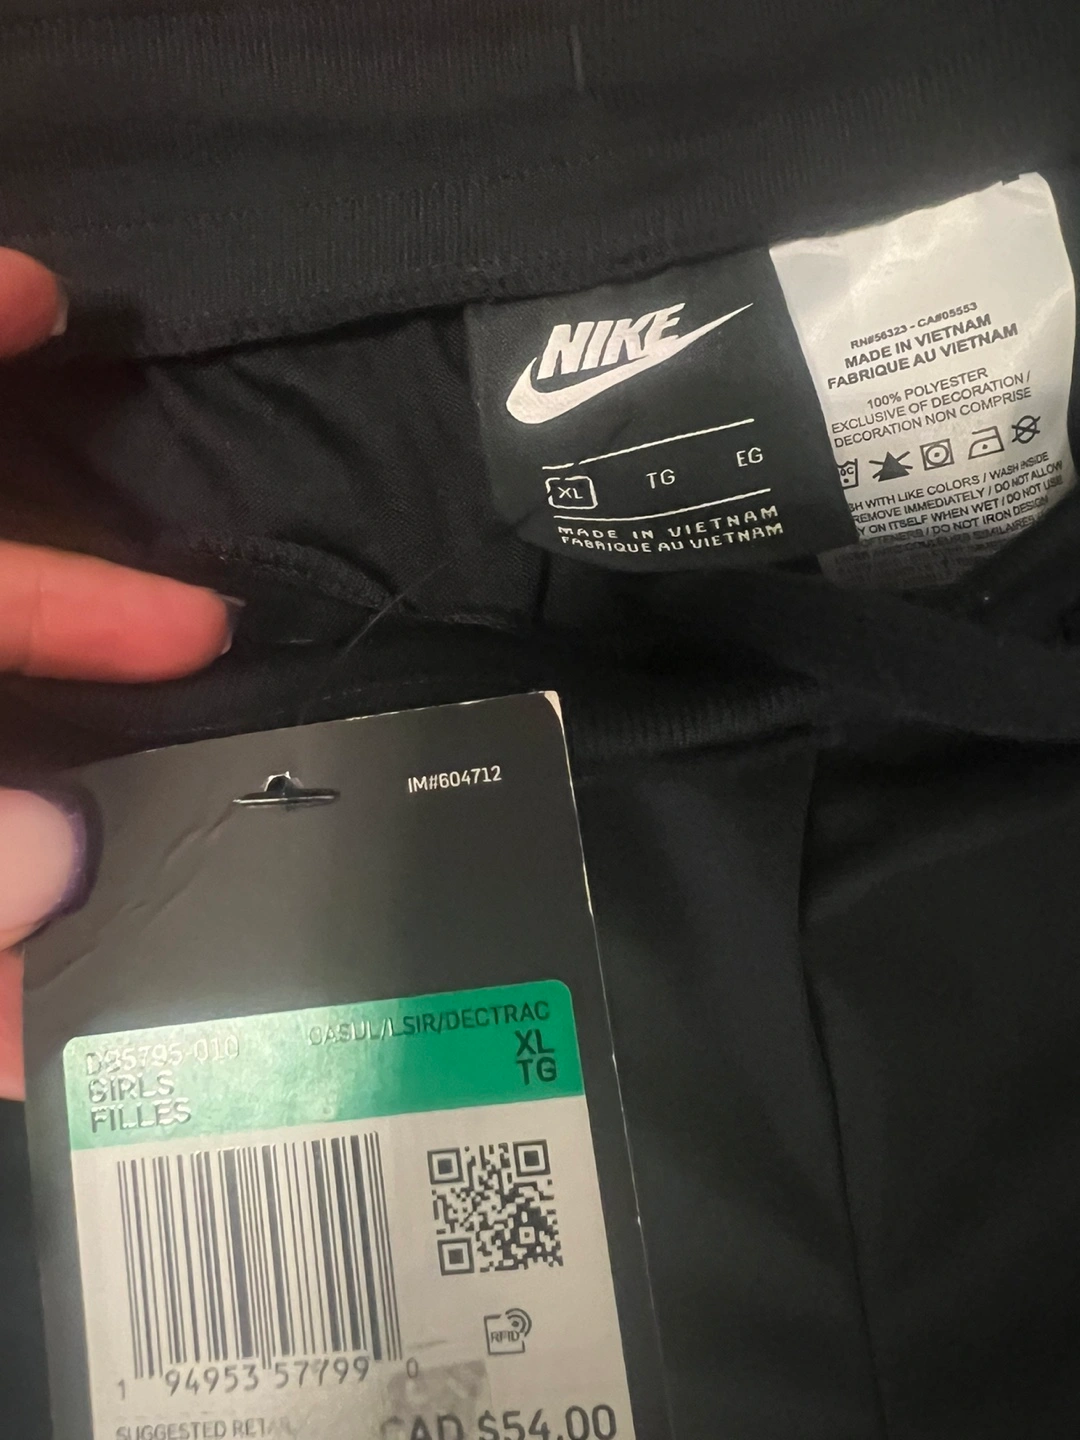 NIKE
XL TG EG
MADE IN VIETNAM
FABRIQUE AU VIETNAM
RN#56323 - CA#05553
MADE IN VIETNAM
FABRIQUE AU VIETNAM
100% POLYESTER
EXCLUSIVE OF DECORATION /
DECORATION NON COMPRISE
WITH LIKE COLORS / WASH INSIDE
REMOVE IMMEDIATELY / DO NOT ALLOW
ON ITSELF WHEN WET / DO NOT USE
/ DO NOT IRON DESIGN
IM#604712
CASUL/LSIR/DECTRAC
XL
TG
GIRLS
FILLES
1 94953 57799 0
RFID
SUGGESTED
CAD $54.00